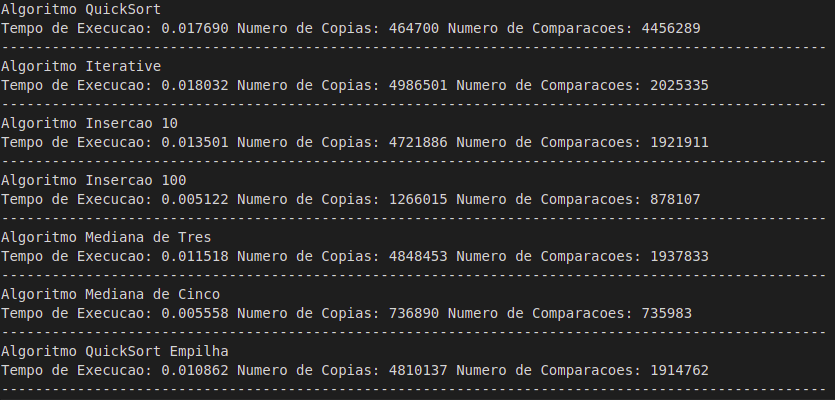 Algoritmo QuickSort
Tempo de Execucao: 0.017690 Numero de Copias: 464700 Numero de Comparacoes: 4456289
---------------------------------------------------------------------------------------------------
Algoritmo Iterative
Tempo de Execucao: 0.018032 Numero de Copias: 4986501 Numero de Comparacoes: 2025335
---------------------------------------------------------------------------------------------------
Algoritmo Insercao 10
Tempo de Execucao: 0.013501 Numero de Copias: 4721886 Numero de Comparacoes: 1921911
---------------------------------------------------------------------------------------------------
Algoritmo Insercao 100
Tempo de Execucao: 0.005122 Numero de Copias: 1266015 Numero de Comparacoes: 878107
---------------------------------------------------------------------------------------------------
Algoritmo Mediana de Tres
Tempo de Execucao: 0.011518 Numero de Copias: 4848453 Numero de Comparacoes: 1937833
---------------------------------------------------------------------------------------------------
Algoritmo Mediana de Cinco
Tempo de Execucao: 0.005558 Numero de Copias: 736890 Numero de Comparacoes: 735983
---------------------------------------------------------------------------------------------------
Algoritmo QuickSort Empilha
Tempo de Execucao: 0.010862 Numero de Copias: 4810137 Numero de Comparacoes: 1914762
---------------------------------------------------------------------------------------------------